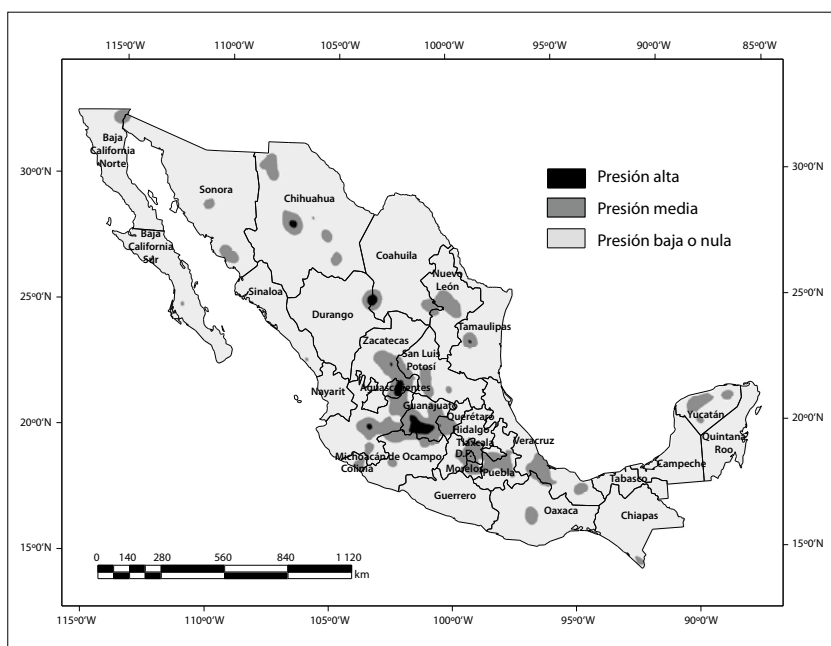 115°0'W 110°0'W 105°0'W 100°0'W 95°0'W 90°0'W 85°0'W
30°0'N
25°0'N
20°0'N
15°0'N
30°0'N
25°0'N
20°0'N
15°0'N
Presión alta
Presión media
Presión baja o nula
Baja
California
Norte
Sonora
Chihuahua
Baja
California
Sur
Coahuila
Nuevo
León
Sinaloa
Durango
Tamaulipas
Zacatecas
San Luis
Potosí
Nayarit
Aguascalientes
Guanajuato
Querétaro
Hidalgo
Yucatán
Quintana
Roo
Michoacán de Ocampo
Tlaxcala
D.F.
Veracruz
Colima
Morelos
Puebla
Campeche
Tabasco
Guerrero
Oaxaca
Chiapas
0 140 280 560 840 1 120
km
115°0'W 110°0'W 105°0'W 100°0'W 95°0'W 90°0'W